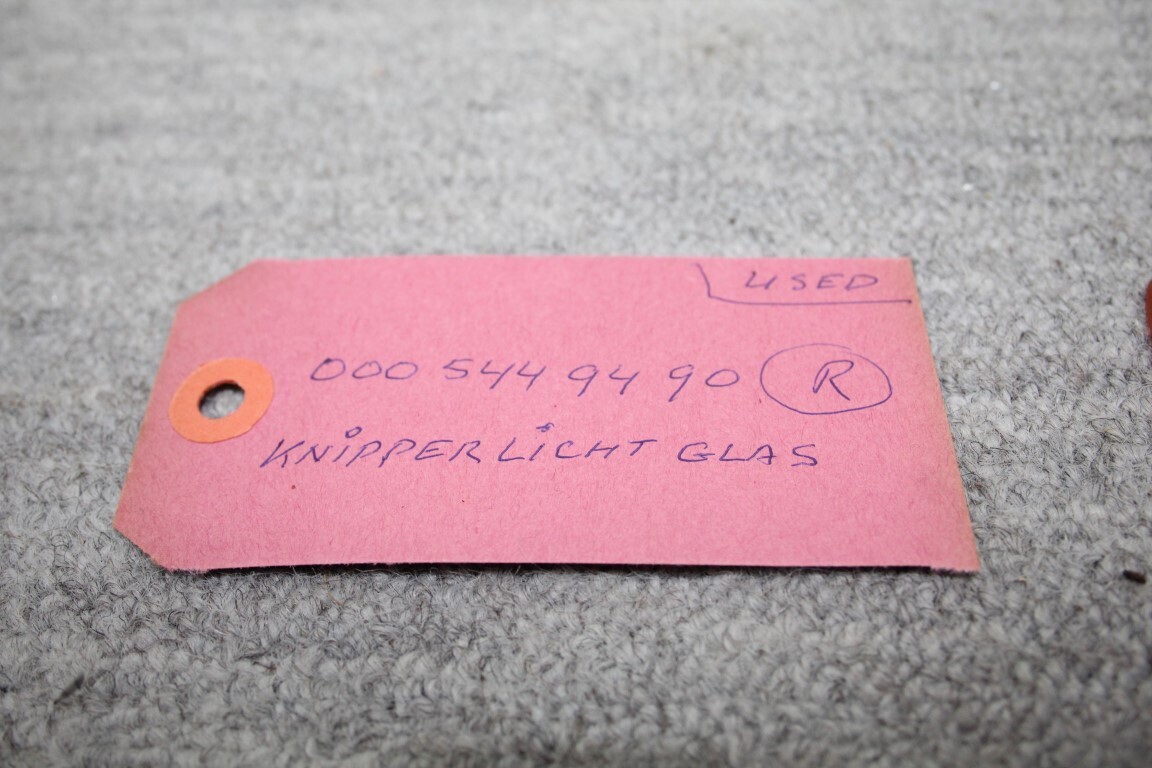 USED
000 544 94 90 R
KNIPPERLICHT GLAS